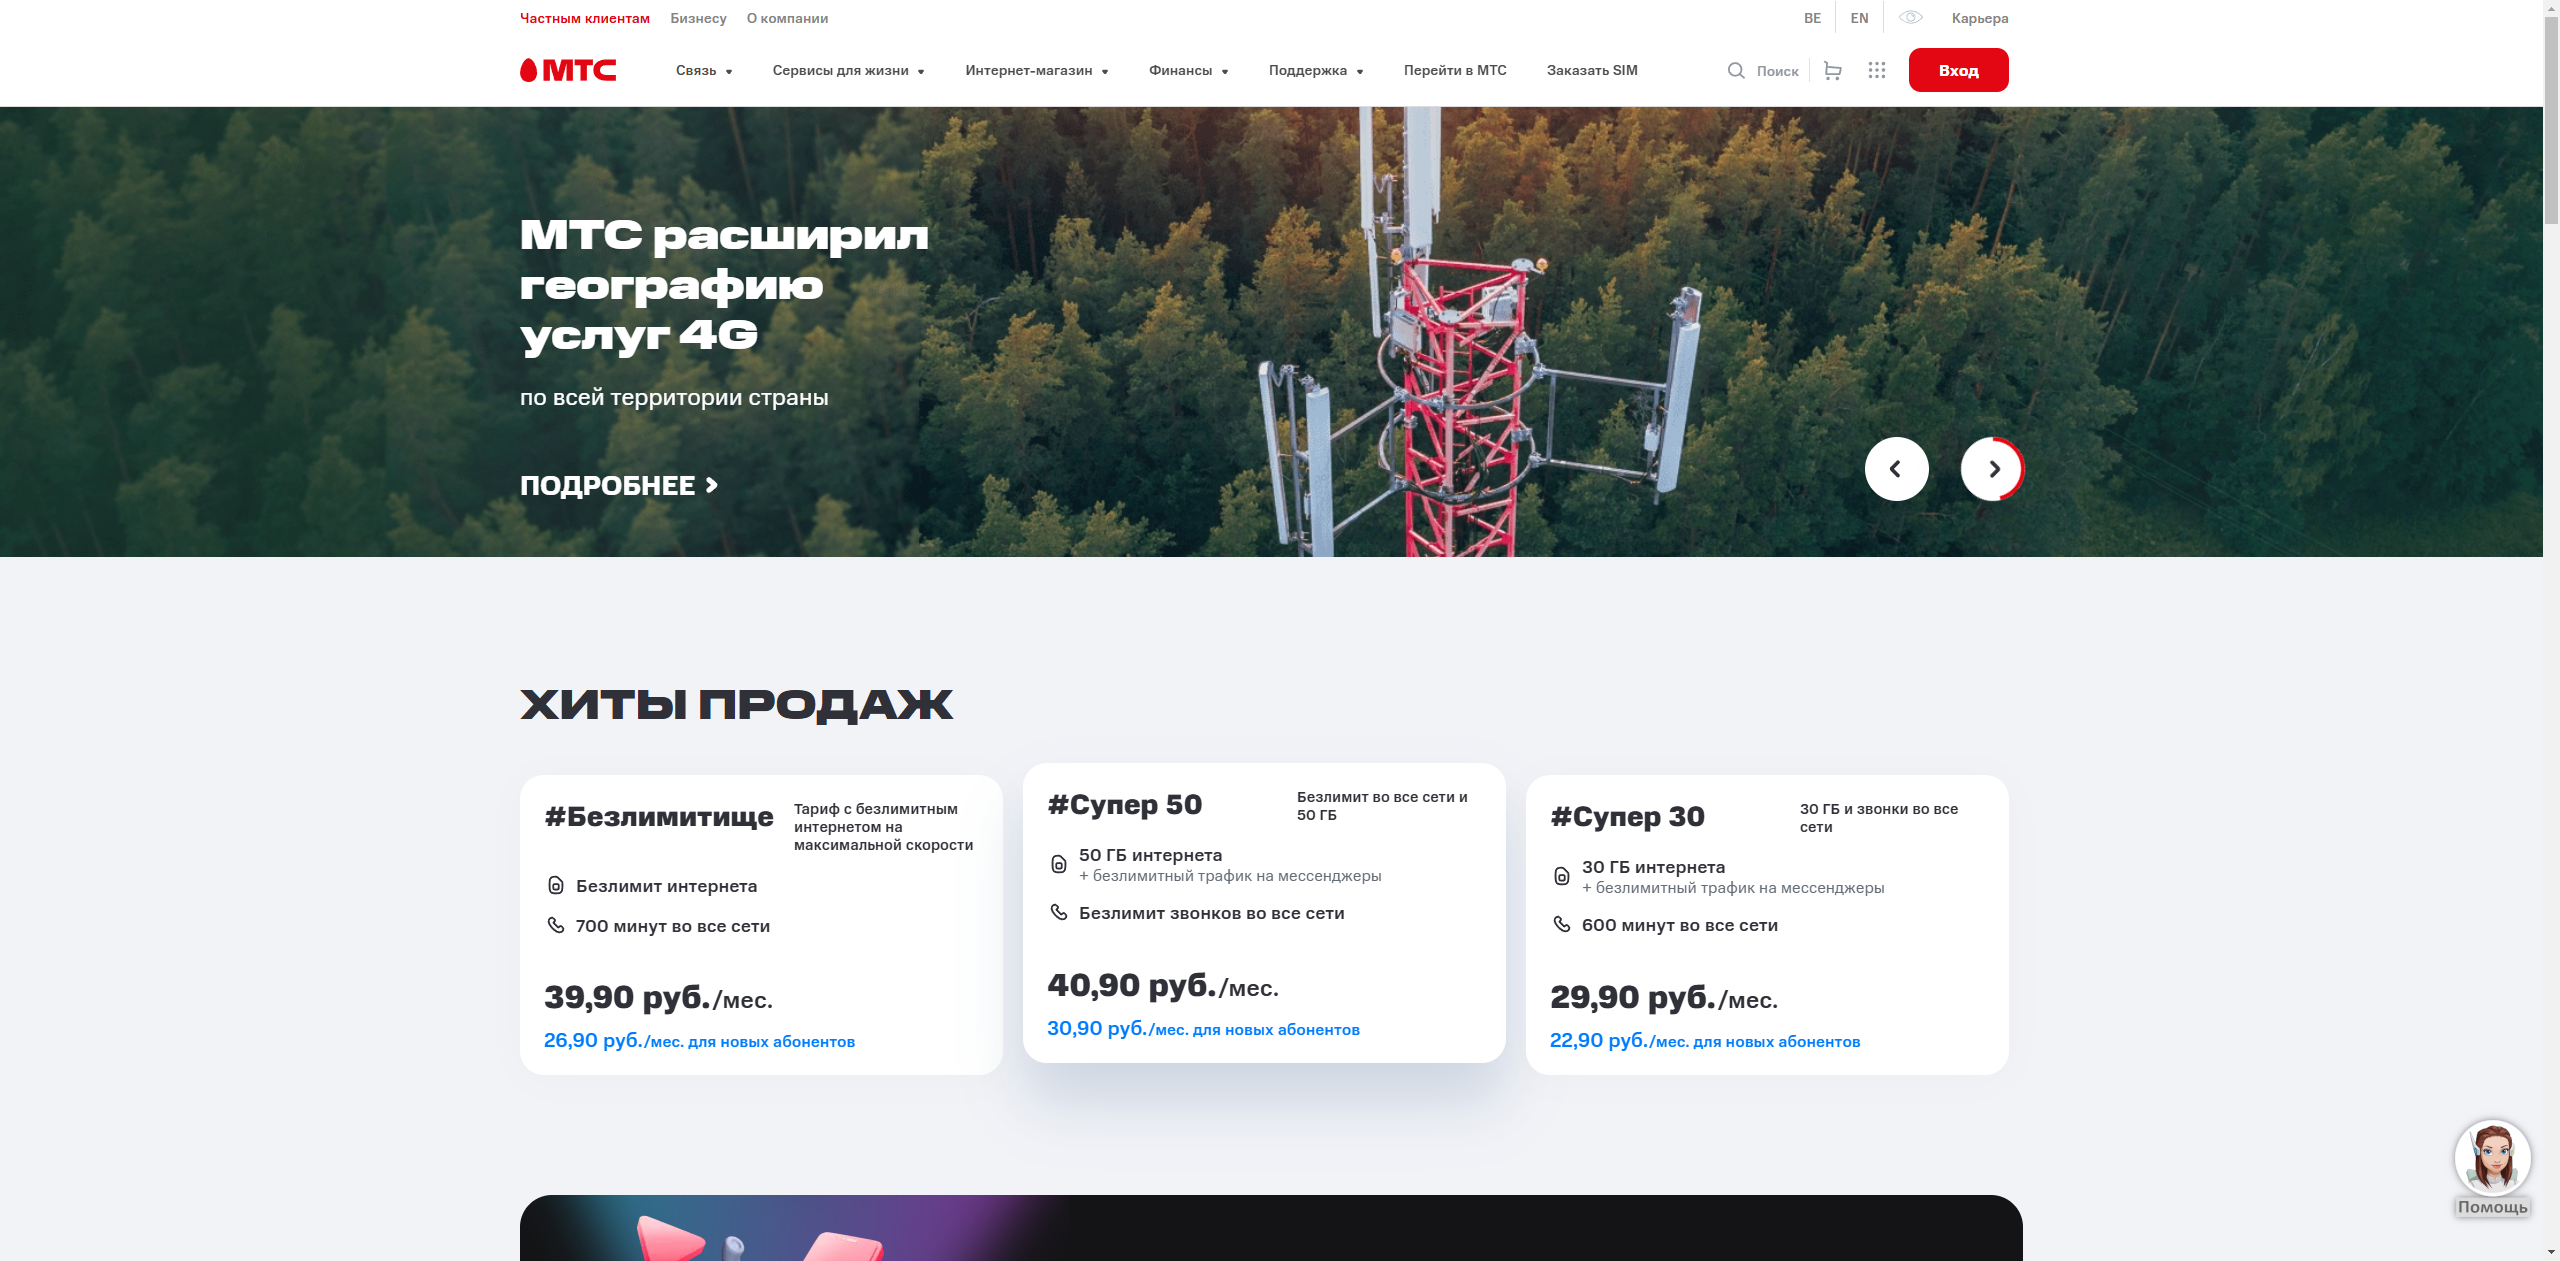 Частным клиентам Бизнесу О компании BE EN Карьера
МТС Связь Сервисы для жизни Интернет-магазин Финансы Поддержка Перейти в МТС Заказать SIM Поиск Вход
МТС расширил
географию
услуг 4G
по всей территории страны
ПОДРОБНЕЕ
ХИТЫ ПРОДАЖ
#Безлимитище
Тариф с безлимитным
интернетом на
максимальной скорости
Безлимит интернета
700 минут во все сети
39,90 руб./мес.
26,90 руб./мес. для новых абонентов
#Супер 50
Безлимит во все сети и
50 ГБ
50 ГБ интернета
+ безлимитный трафик на мессенджеры
Безлимит звонков во все сети
40,90 руб./мес.
30,90 руб./мес. для новых абонентов
#Супер 30
30 ГБ и звонки во все
сети
30 ГБ интернета
+ безлимитный трафик на мессенджеры
600 минут во все сети
29,90 руб./мес.
22,90 руб./мес. для новых абонентов
Помощь